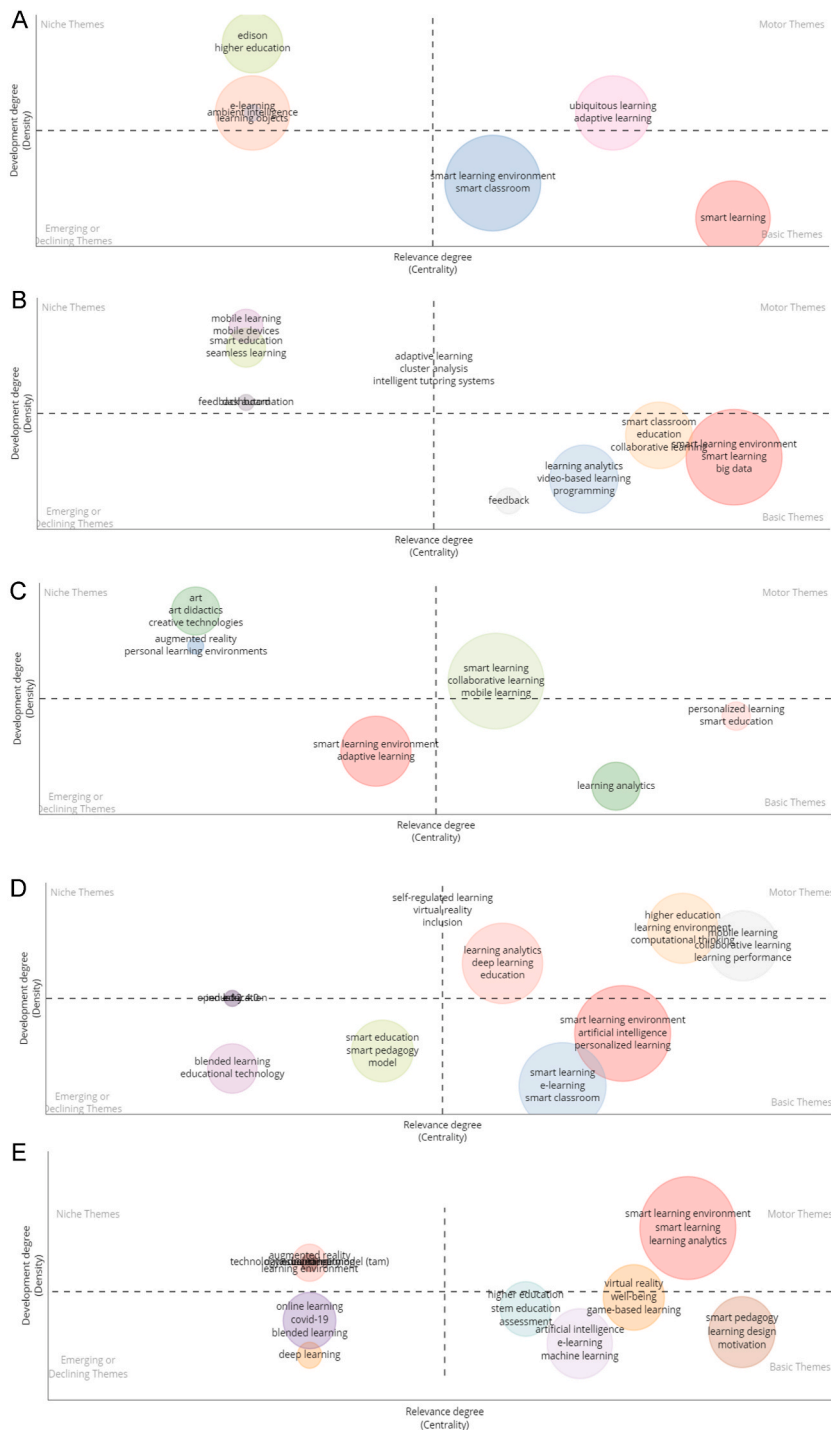 A
Niche Themes
Motor Themes
edison
higher education
e-learning
ambient intelligence
learning objects
ubiquitous learning
adaptive learning
smart learning environment
smart classroom
smart learning
Development degree
(Density)
Emerging or
Declining Themes
Basic Themes
Relevance degree
(Centrality)
B
Niche Themes
Motor Themes
mobile learning
mobile devices
smart education
seamless learning
adaptive learning
cluster analysis
intelligent tutoring systems
feedback automation
smart classroom
education
collaborative learning
smart learning environment
smart learning
big data
learning analytics
video-based learning
programming
feedback
Development degree
(Density)
Emerging or
Declining Themes
Basic Themes
Relevance degree
(Centrality)
C
Niche Themes
Motor Themes
art
art didactics
creative technologies
augmented reality
personal learning environments
smart learning
collaborative learning
mobile learning
personalized learning
smart education
smart learning environment
adaptive learning
learning analytics
Development degree
(Density)
Emerging or
Declining Themes
Basic Themes
Relevance degree
(Centrality)
D
Niche Themes
Motor Themes
self-regulated learning
virtual reality
inclusion
higher education
learning environment
computational thinking
mobile learning
collaborative learning
learning performance
learning analytics
deep learning
education
smart learning environment
artificial intelligence
personalized learning
smart education
smart pedagogy
model
blended learning
educational technology
smart learning
e-learning
smart classroom
Development degree
(Density)
Emerging or
Declining Themes
Basic Themes
Relevance degree
(Centrality)
E
Niche Themes
Motor Themes
smart learning environment
smart learning
learning analytics
augmented reality
learning environment
online learning
covid-19
blended learning
deep learning
virtual reality
well-being
game-based learning
higher education
stem education
assessment
artificial intelligence
e-learning
machine learning
smart pedagogy
learning design
motivation
Development degree
(Density)
Emerging or
Declining Themes
Basic Themes
Relevance degree
(Centrality)